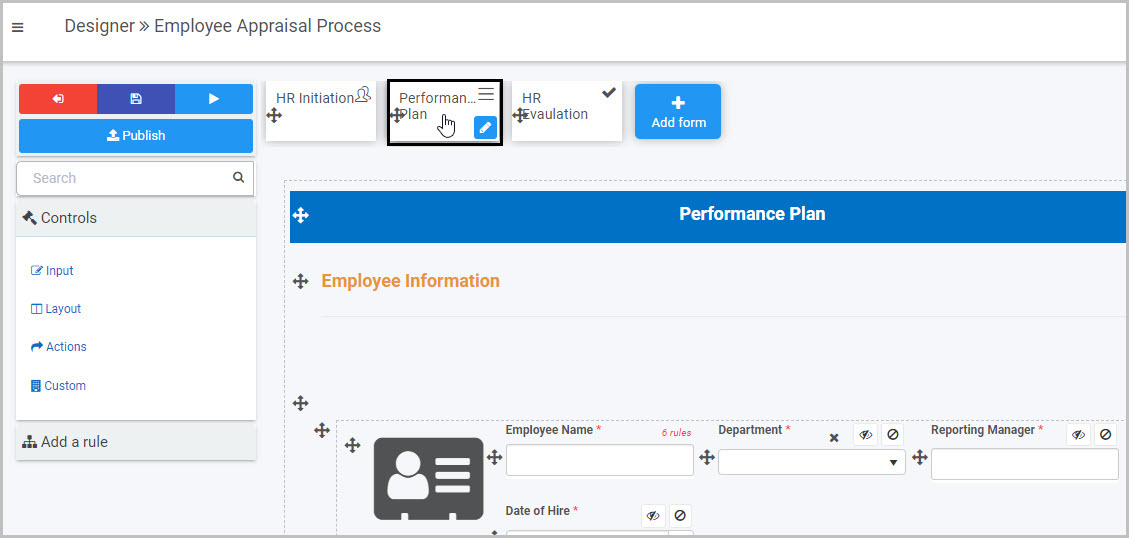 Designer » Employee Appraisal Process
HR Initiation
Performan...
Plan
HR
Evaulation
Add form
Publish
Search
Controls
Input
Layout
Actions
Custom
Add a rule
Performance Plan
Employee Information
Employee Name *
6 rules
Department *
Reporting Manager *
Date of Hire *